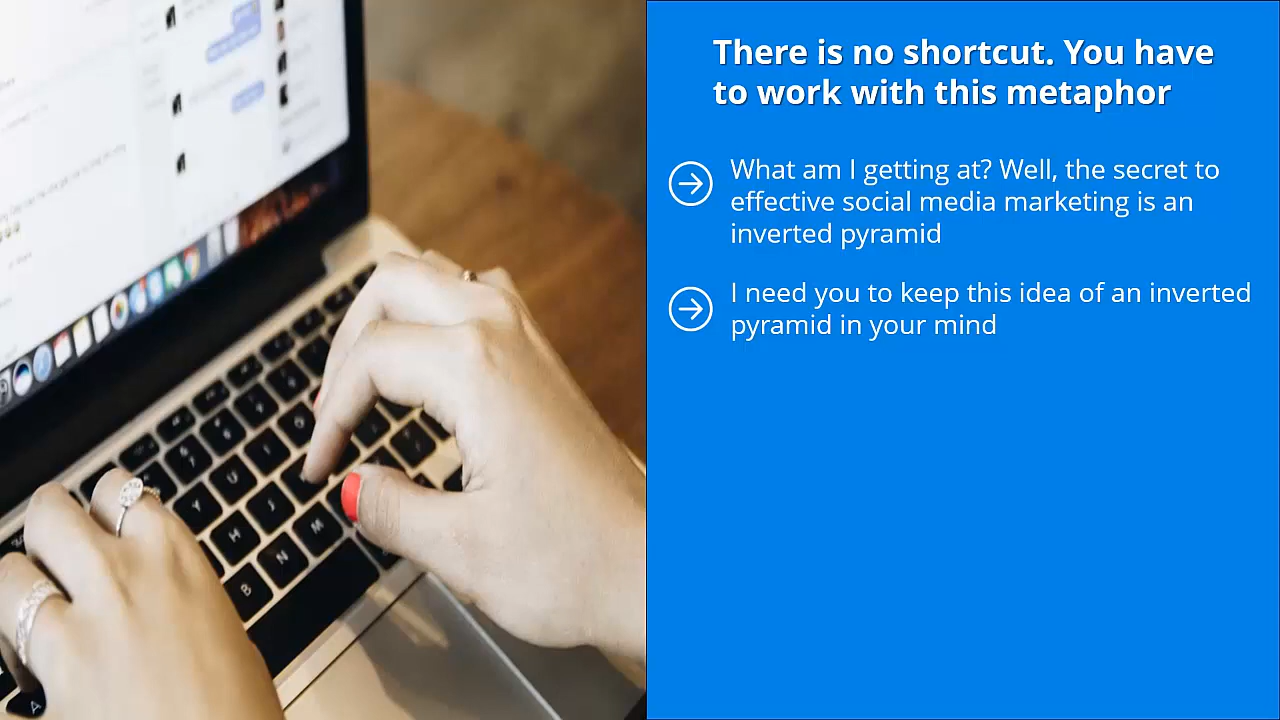 There is no shortcut. You have
to work with this metaphor
What am I getting at? Well, the secret to
effective social media marketing is an
inverted pyramid
I need you to keep this idea of an inverted
pyramid in your mind
Y
U
H
J
B
N
M
A